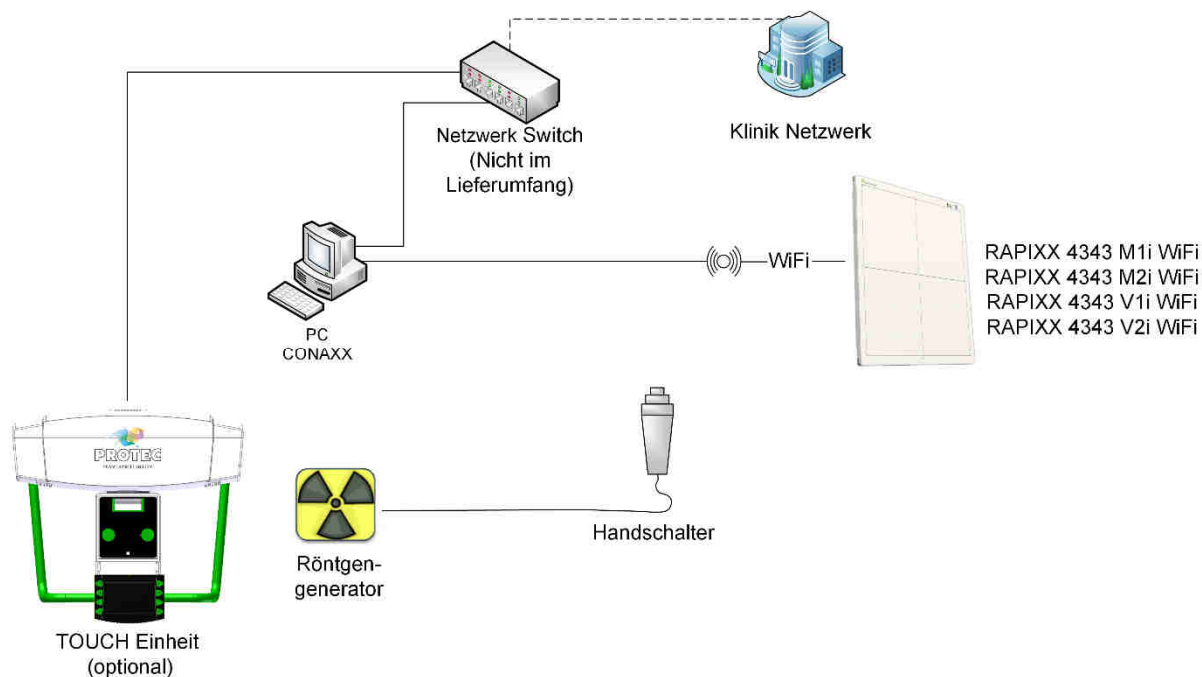 Netzwerk Switch
(Nicht im
Lieferumfang)
Klinik Netzwerk
WiFi
RAPIXX 4343 M1i WiFi
RAPIXX 4343 M2i WiFi
RAPIXX 4343 V1i WiFi
RAPIXX 4343 V2i WiFi
PC
CONAXX
PROTEC
Handschalter
Röntgen-
generator
TOUCH Einheit
(optional)